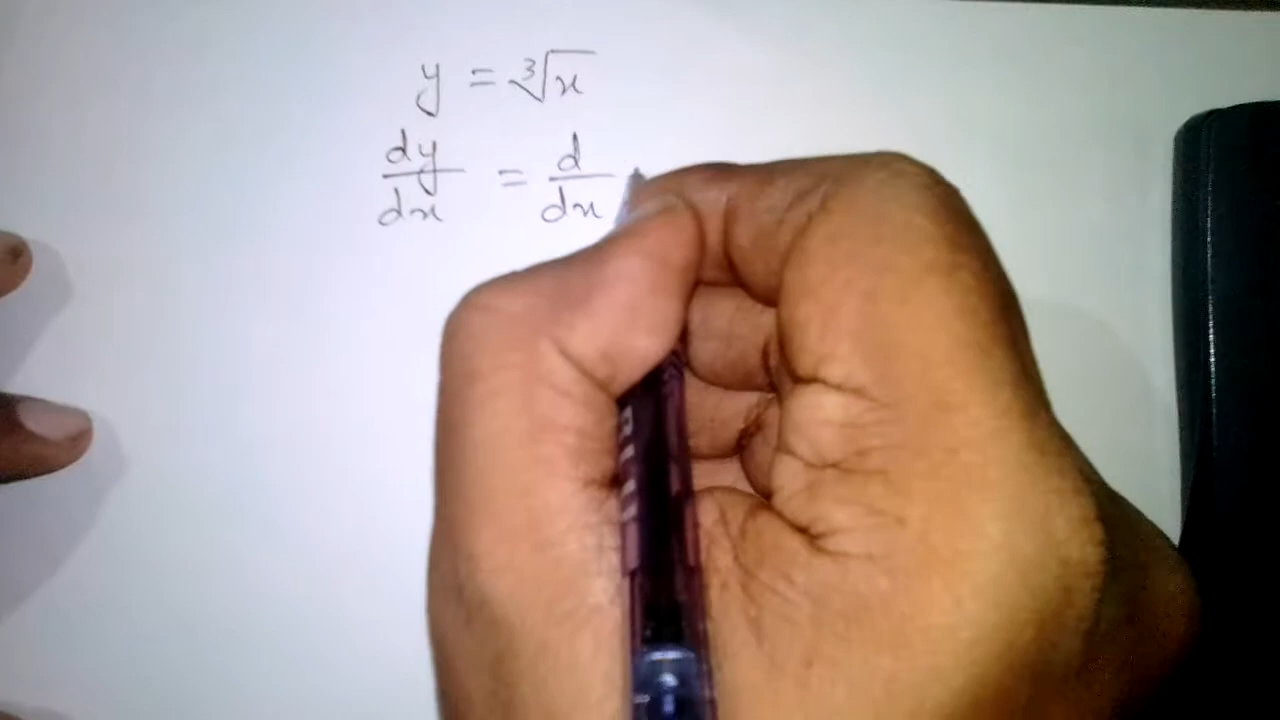 y = ∛x
dy/dx = d/dx